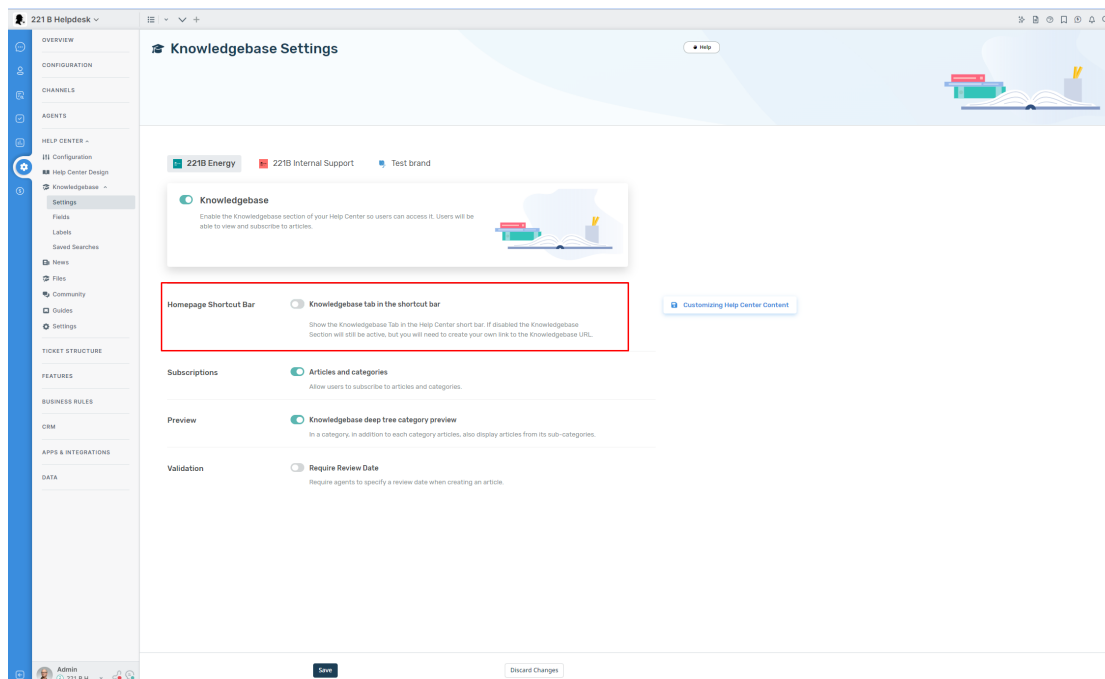 221 B Helpdesk
OVERVIEW
CONFIGURATION
CHANNELS
AGENTS
HELP CENTER
Configuration
Help Center Design
Knowledgebase
Settings
Fields
Labels
Saved Searches
News
Files
Community
Guides
Settings
TICKET STRUCTURE
FEATURES
BUSINESS RULES
CRM
APPS & INTEGRATIONS
DATA
Admin
221 B H
Knowledgebase Settings
Help
221B Energy
221B Internal Support
Test brand
Knowledgebase
Enable the Knowledgebase section of your Help Center so users can access it. Users will be
able to view and subscribe to articles.
Homepage Shortcut Bar
Knowledgebase tab in the shortcut bar
Show the Knowledgebase Tab in the Help Center short bar. If disabled the Knowledgebase
Section will still be active, but you will need to create your own link to the Knowledgebase URL.
Customizing Help Center Content
Subscriptions
Articles and categories
Allow users to subscribe to articles and categories.
Preview
Knowledgebase deep tree category preview
In a category, in addition to each category articles, also display articles from its sub-categories.
Validation
Require Review Date
Require agents to specify a review date when creating an article.
Save
Discard Changes